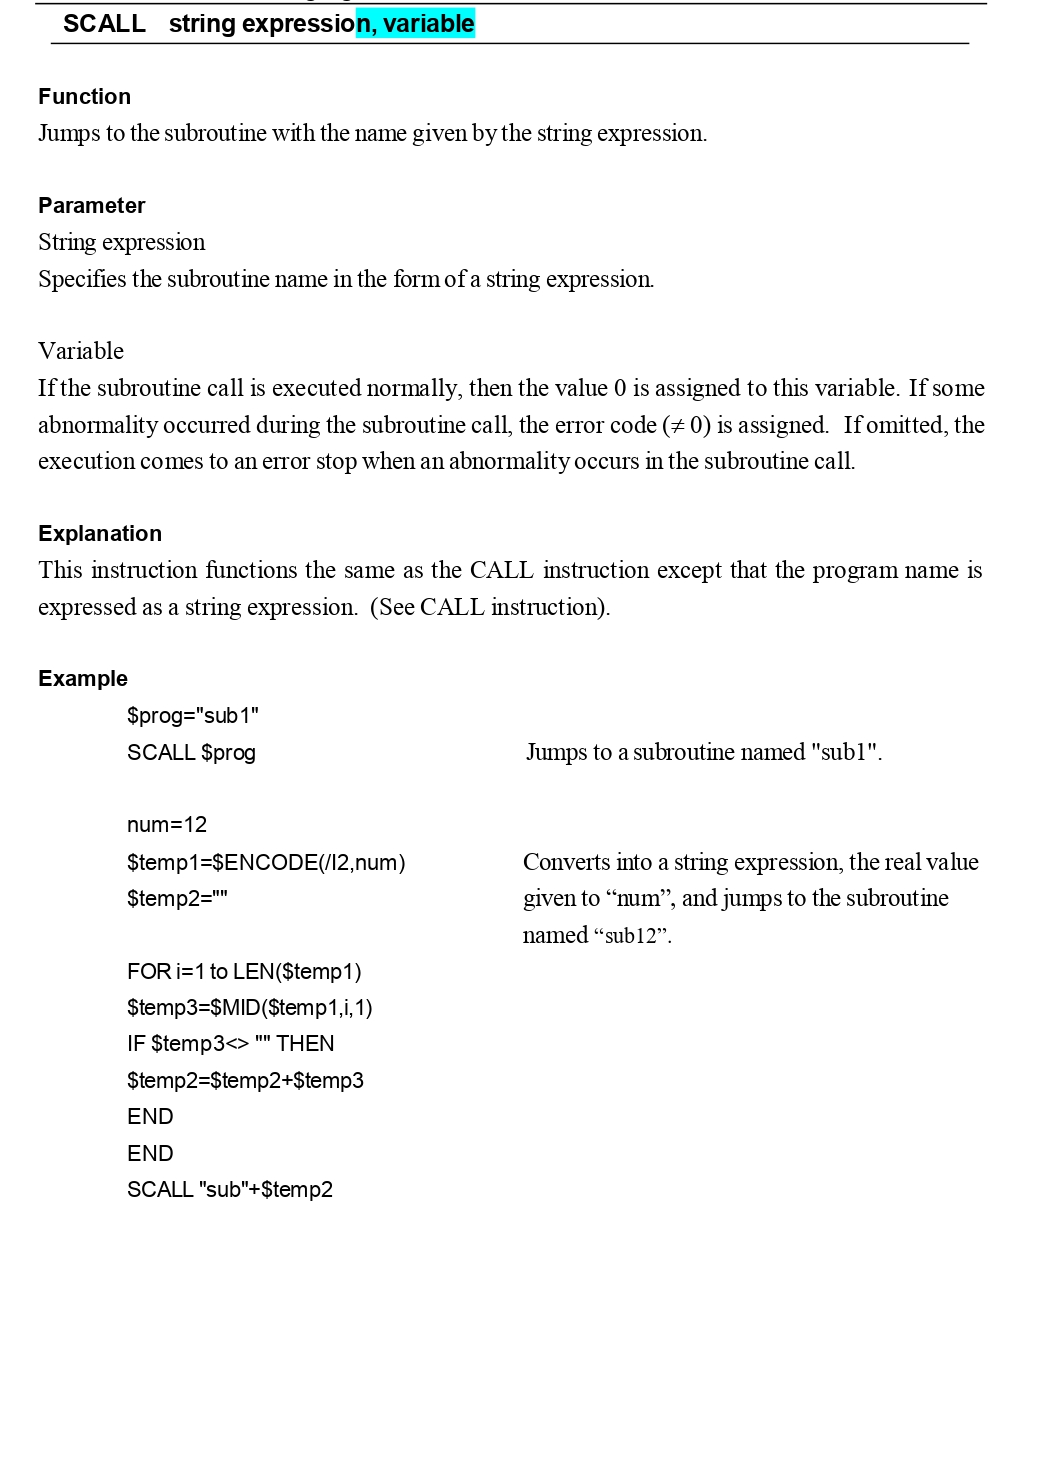 SCALL string expression, variable
Function
Jumps to the subroutine with the name given by the string expression.
Parameter
String expression
Specifies the subroutine name in the form of a string expression.
Variable
If the subroutine call is executed normally, then the value 0 is assigned to this variable. If some
abnormality occurred during the subroutine call, the error code (≠ 0) is assigned. If omitted, the
execution comes to an error stop when an abnormality occurs in the subroutine call.
Explanation
This instruction functions the same as the CALL instruction except that the program name is
expressed as a string expression. (See CALL instruction).
Example
$prog="sub1"
SCALL $prog Jumps to a subroutine named "sub1".
num=12
$temp1=$ENCODE(/I2,num) Converts into a string expression, the real value
$temp2="" given to “num”, and jumps to the subroutine
named “sub12”.
FOR i=1 to LEN($temp1)
$temp3=$MID($temp1,i,1)
IF $temp3<> "" THEN
$temp2=$temp2+$temp3
END
END
SCALL "sub"+$temp2